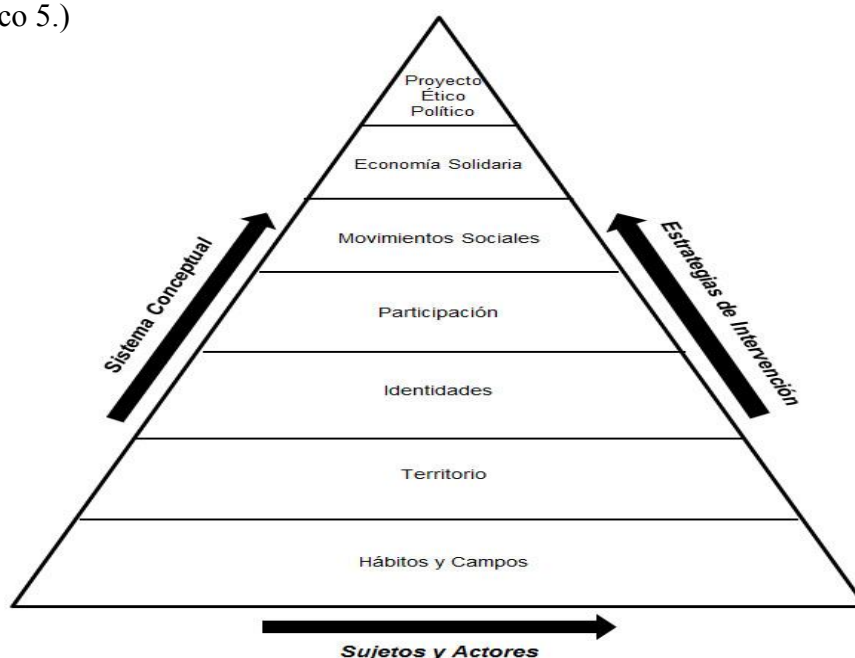 co 5.)
Proyecto
Ético
Político
Economía Solidaria
Movimientos Sociales
Participación
Identidades
Territorio
Hábitos y Campos
Sistema Conceptual
Estrategias de Intervención
Sujetos y Actores